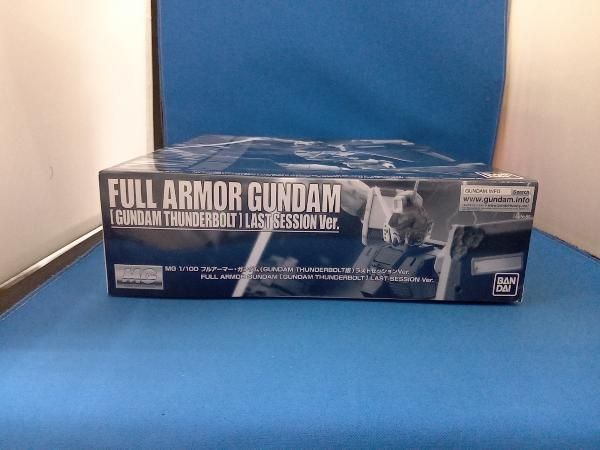 FULL ARMOR GUNDAM
[GUNDAM THUNDERBOLT] LAST SESSION Ver.
MG
MG 1/100 フルアーマー・ガンダム[GUNDAM THUNDERBOLT版] ラストセッションVer.
FULL ARMOR GUNDAM [GUNDAM THUNDERBOLT] LAST SESSION Ver.
GUNDAM.INFO
Search
www.gundam.info
BAN
DAI